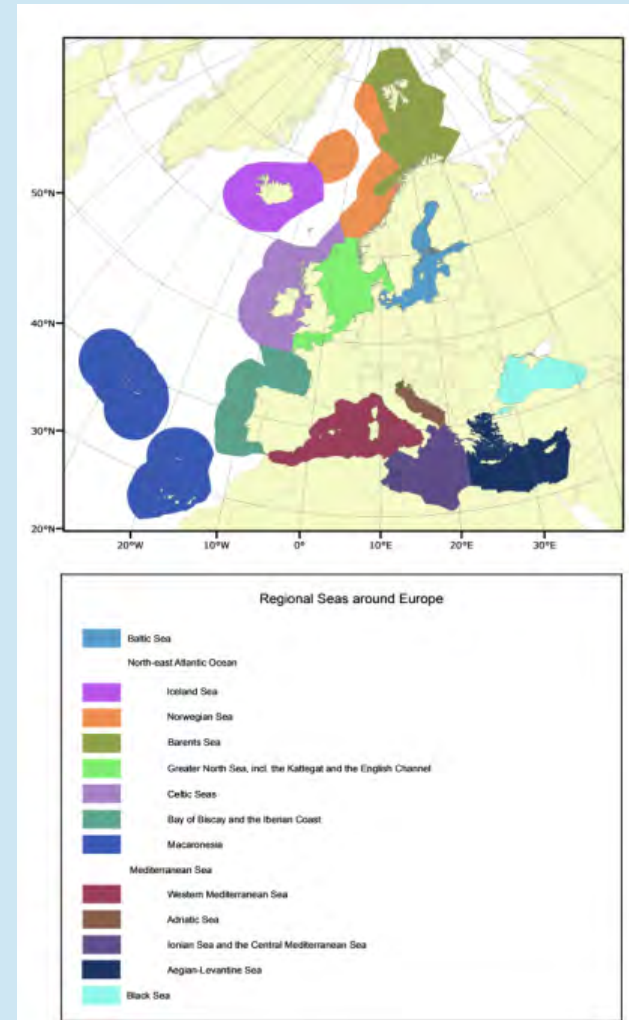 50°N
40°N
30°N
20°N
20°W 10°W 0° 10°E 20°E 30°E
Regional Seas around Europe
Baltic Sea
North-east Atlantic Ocean
Iceland Sea
Norwegian Sea
Barents Sea
Greater North Sea, incl. the Kattegat and the English Channel
Celtic Seas
Bay of Biscay and the Iberian Coast
Macaronesia
Mediterranean Sea
Western Mediterranean Sea
Adriatic Sea
Ionian Sea and the Central Mediterranean Sea
Aegian-Levantine Sea
Black Sea